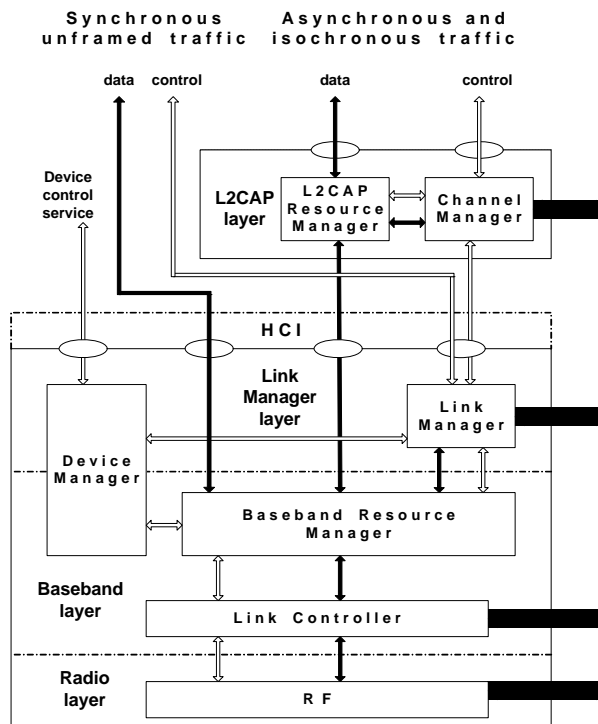 Synchronous
unframed traffic
Asynchronous and
isochronous traffic
data
control
data
control
Device
control
service
L2CAP
layer
L2CAP
Resource
Manager
Channel
Manager
HCI
Link
Manager
layer
Link
Manager
Device
Manager
Baseband Resource
Manager
Baseband
layer
Link Controller
Radio
layer
RF